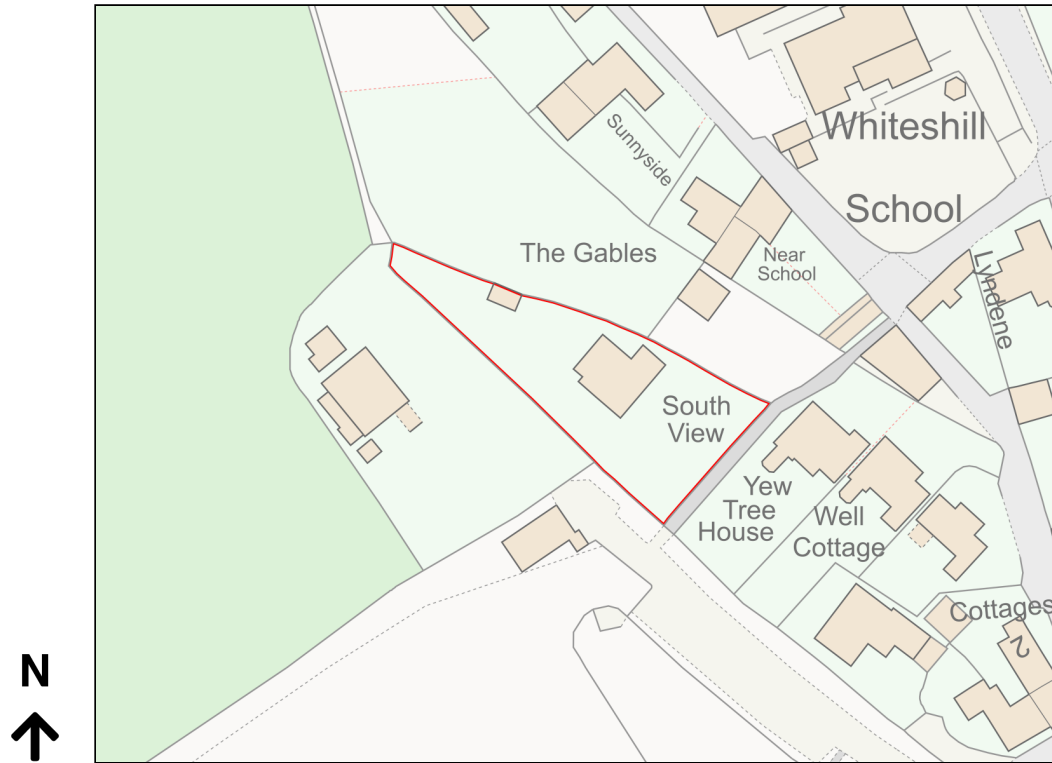 Whiteshill
School
Sunnyside
The Gables
Near
School
Lyndene
South
View
Yew
Tree
House
Well
Cottage
Cottages
2
N